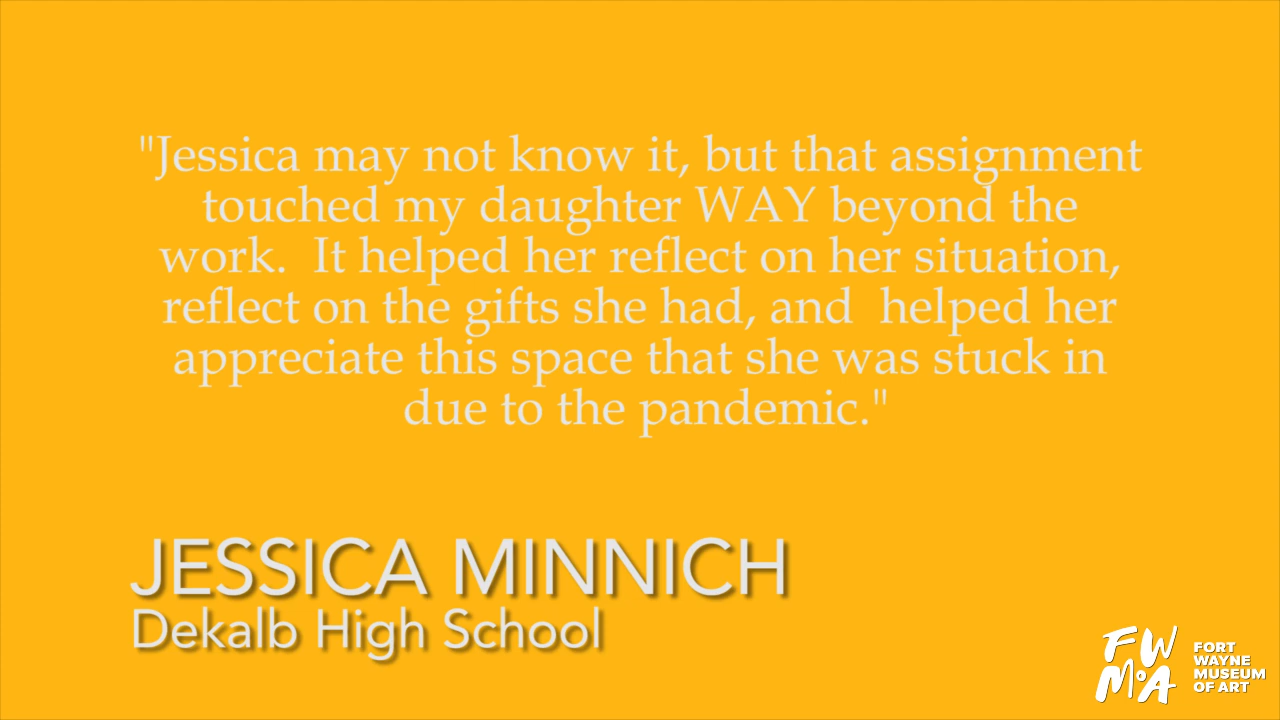 "Jessica may not know it, but that assignment
touched my daughter WAY beyond the
work.  It helped her reflect on her situation,
reflect on the gifts she had, and  helped her
appreciate this space that she was stuck in
due to the pandemic."
JESSICA MINNICH
Dekalb High School
FW
MoA
FORT
WAYNE
MUSEUM
OF ART